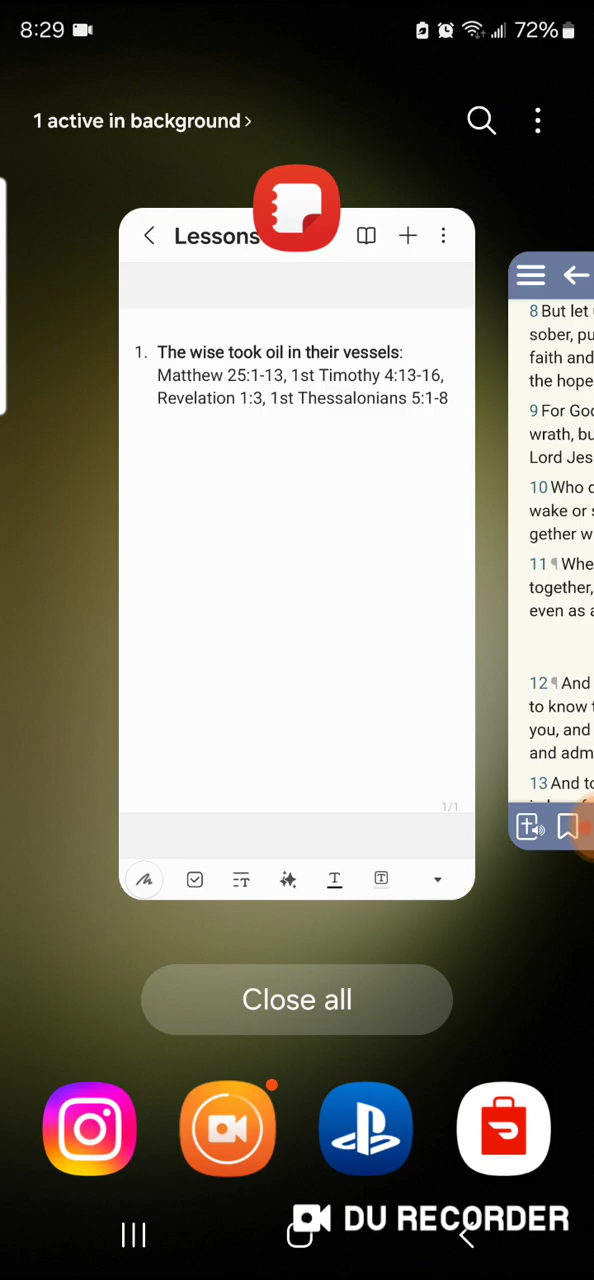 8:29
72%
1 active in background >
Lessons
1. The wise took oil in their vessels:
Matthew 25:1-13, 1st Timothy 4:13-16,
Revelation 1:3, 1st Thessalonians 5:1-8
1/1
8 But let
sober, pu
faith and
the hope
9 For God
wrath, bu
Lord Jes
10 Who d
wake or s
gether w
11 ¶ Whe
together,
even as a
12 ¶ And
to know t
you, and
and adm
13 And to
Close all
DU RECORDER